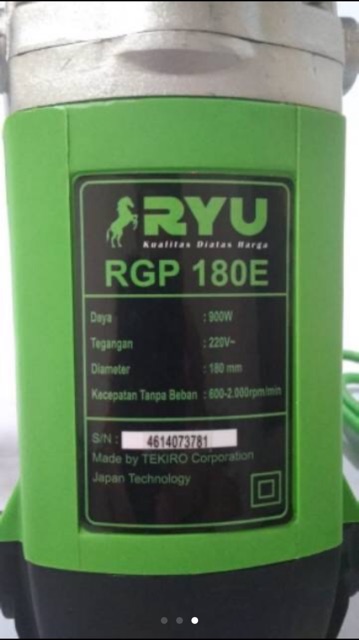 RYU
Kualitas Diatas Harga
RGP 180E
Daya : 900W
Tegangan : 220V~
Diameter : 180 mm
Kecepatan Tanpa Beban : 600-2.000rpm/min
S/N : 4614073781
Made by TEKIRO Corporation
Japan Technology